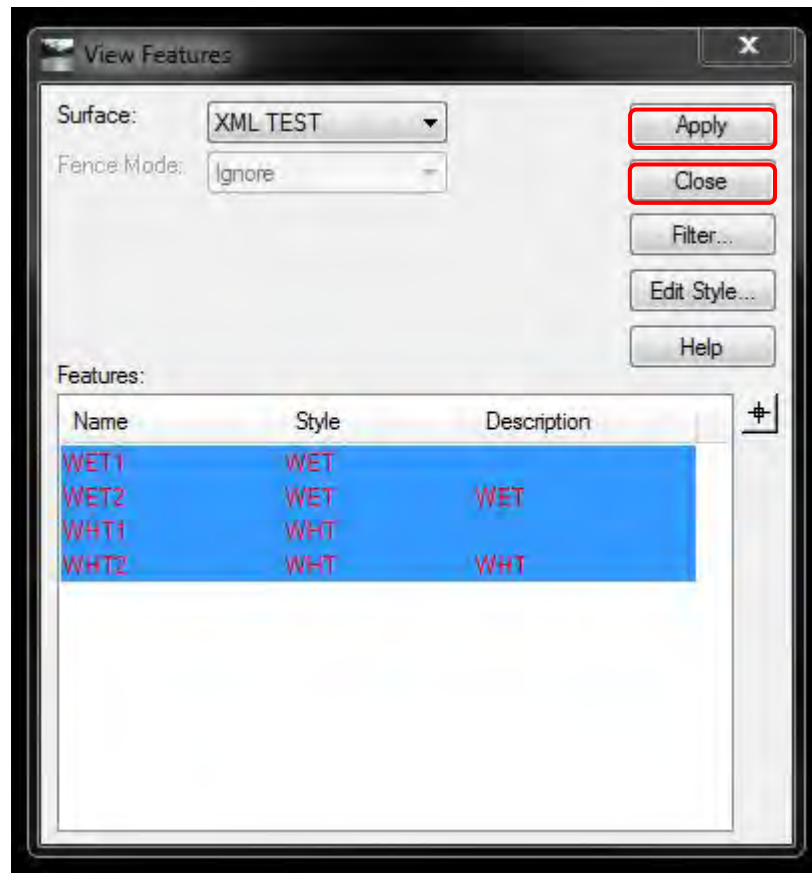 View Features
X
Surface: XML TEST
Apply
Fence Mode: Ignore
Close
Filter...
Edit Style...
Help
Features:
Name Style Description
WET1 WET
WET2 WET WET
WHT1 WHT
WHT2 WHT WHT